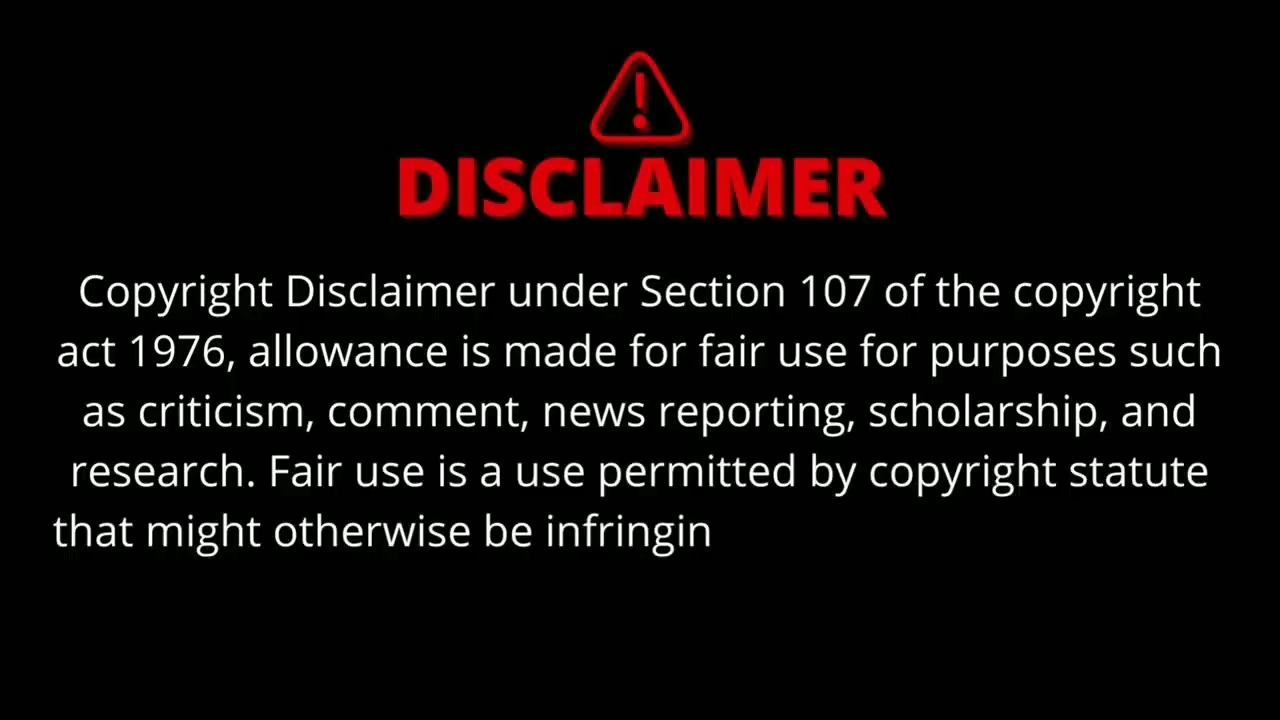 DISCLAIMER
Copyright Disclaimer under Section 107 of the copyright
act 1976, allowance is made for fair use for purposes such
as criticism, comment, news reporting, scholarship, and
research. Fair use is a use permitted by copyright statute
that might otherwise be infringin